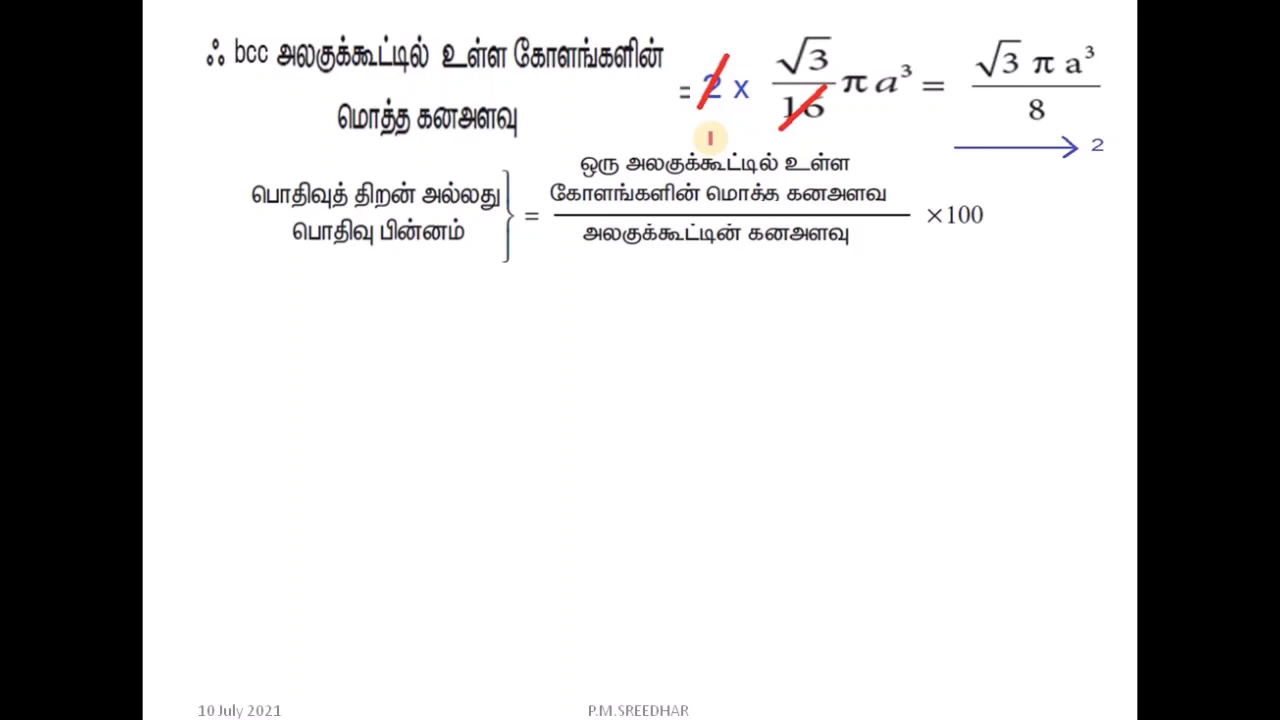 ∴ bcc அலகுக்கூட்டில் உள்ள கோளங்களின்
மொத்த கனஅளவு
= 2 x √3/16 π a³ = √3 π a³/8
1
→ 2
பொதிவுத் திறன் அல்லது
பொதிவு பின்னம்
} =
ஒரு அலகுக்கூட்டில் உள்ள
கோளங்களின் மொத்த கனஅளவ
அலகுக்கூட்டின் கனஅளவு
×100
10 July 2021
P.M.SREEDHAR